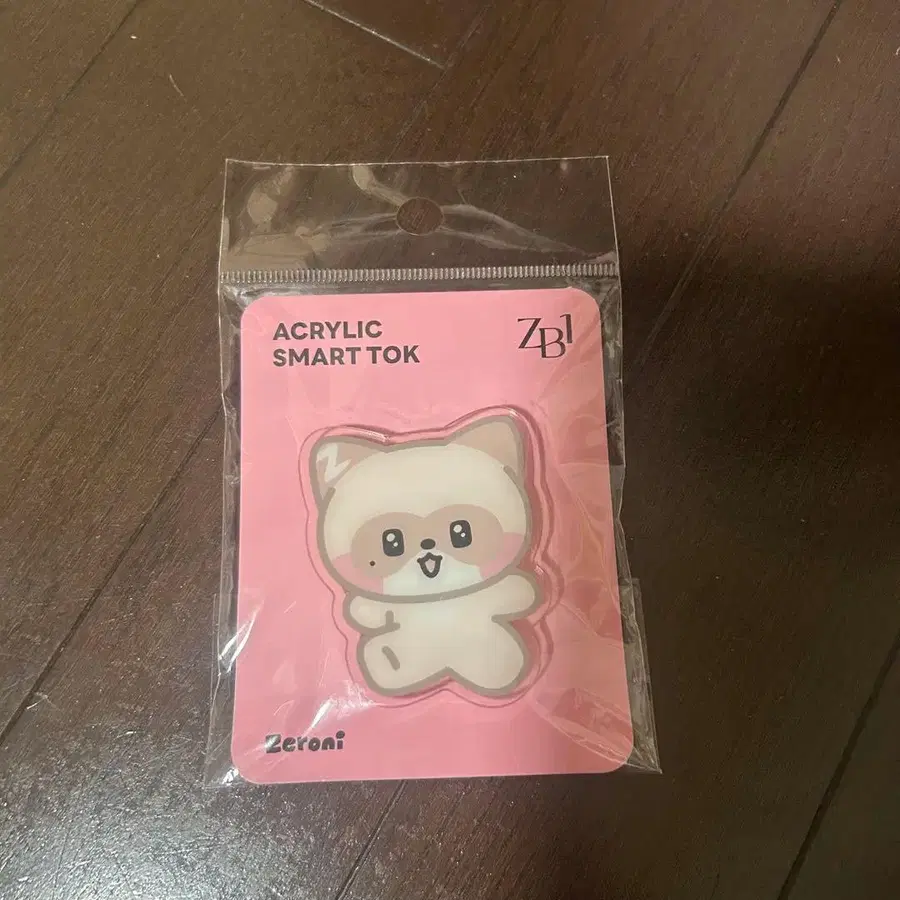 ACRYLIC
SMART TOK
ZB1
Zeroni